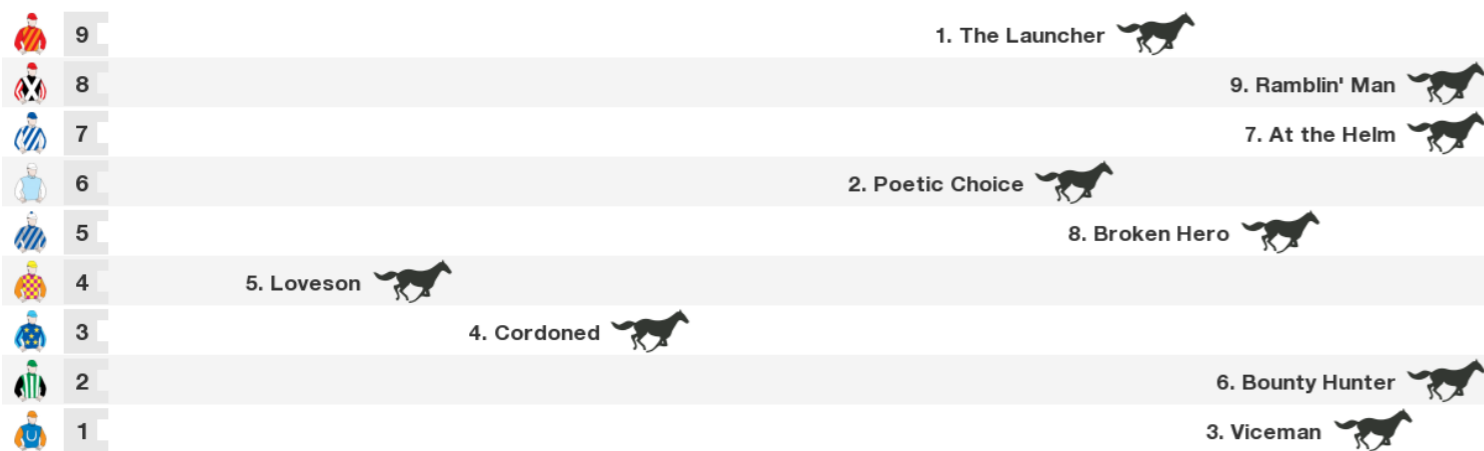 9 1. The Launcher
8 9. Ramblin' Man
7 7. At the Helm
6 2. Poetic Choice
5 8. Broken Hero
4 5. Loveson
3 4. Cordoned
2 6. Bounty Hunter
1 3. Viceman